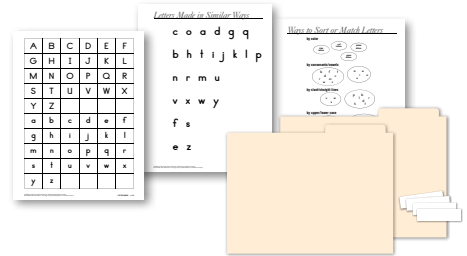 A B C D E F
G H I J K L
M N O P Q R
S T U V W X
Y Z
a b c d e f
g h i j k l
m n o p q r
s t u v w x
y z
Letters Made in Similar Ways
c o a d g q
b h t i j k l p
n r m u
v x w y
f s
e z
Ways to Sort or Match Letters
by color
by consonants/vowels
by slant/straight lines
by upper/lower case